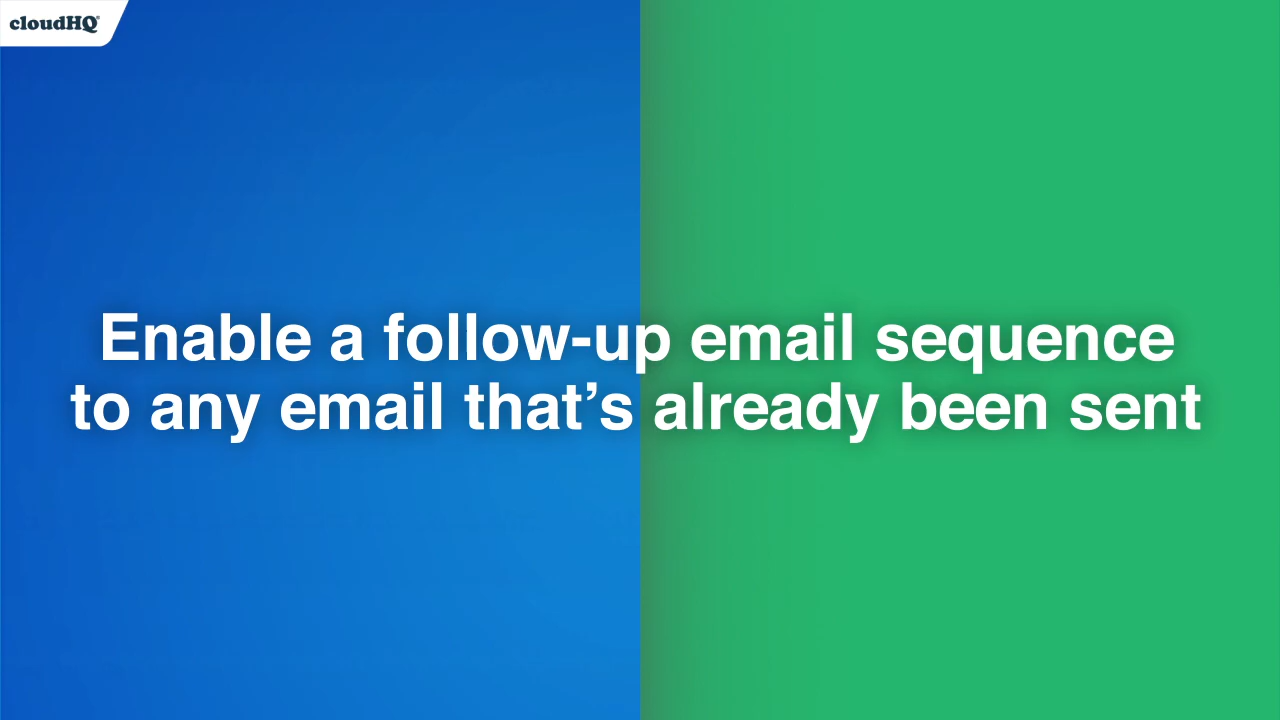 cloudHQ
Enable a follow-up email sequence
to any email that’s already been sent